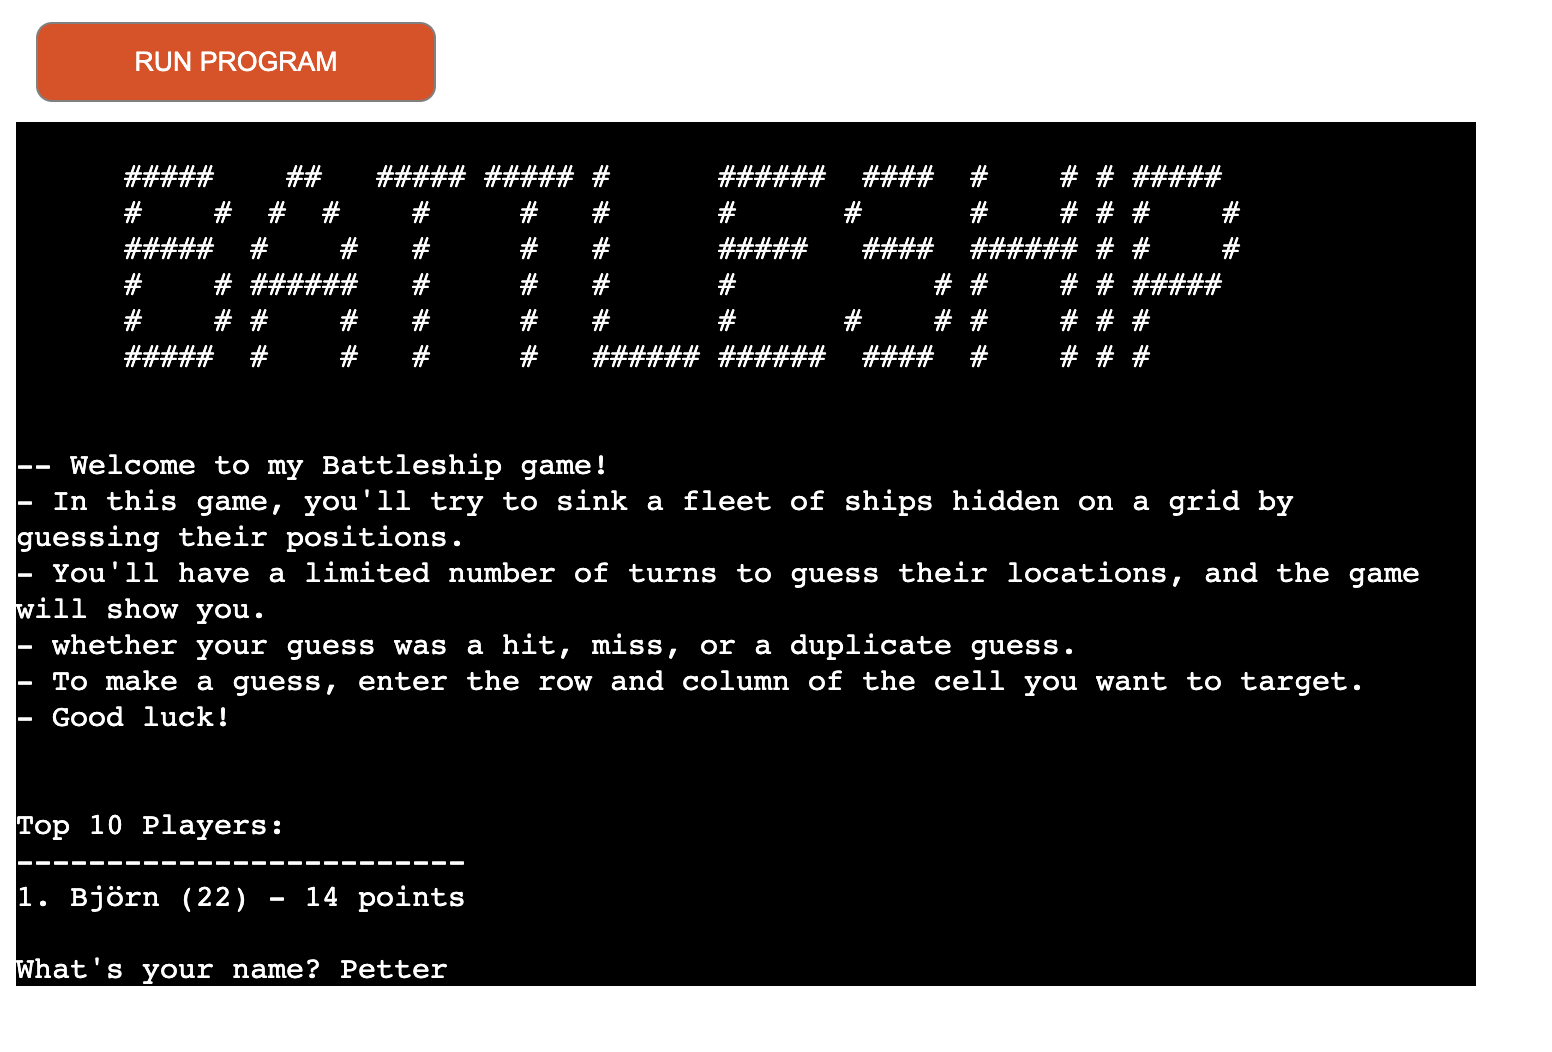 RUN PROGRAM
BATTLESHIP
-- Welcome to my Battleship game!
- In this game, you'll try to sink a fleet of ships hidden on a grid by
guessing their positions.
- You'll have a limited number of turns to guess their locations, and the game
will show you.
- whether your guess was a hit, miss, or a duplicate guess.
- To make a guess, enter the row and column of the cell you want to target.
- Good luck!
Top 10 Players:
-------------------------
1. Björn (22) - 14 points
What's your name? Petter